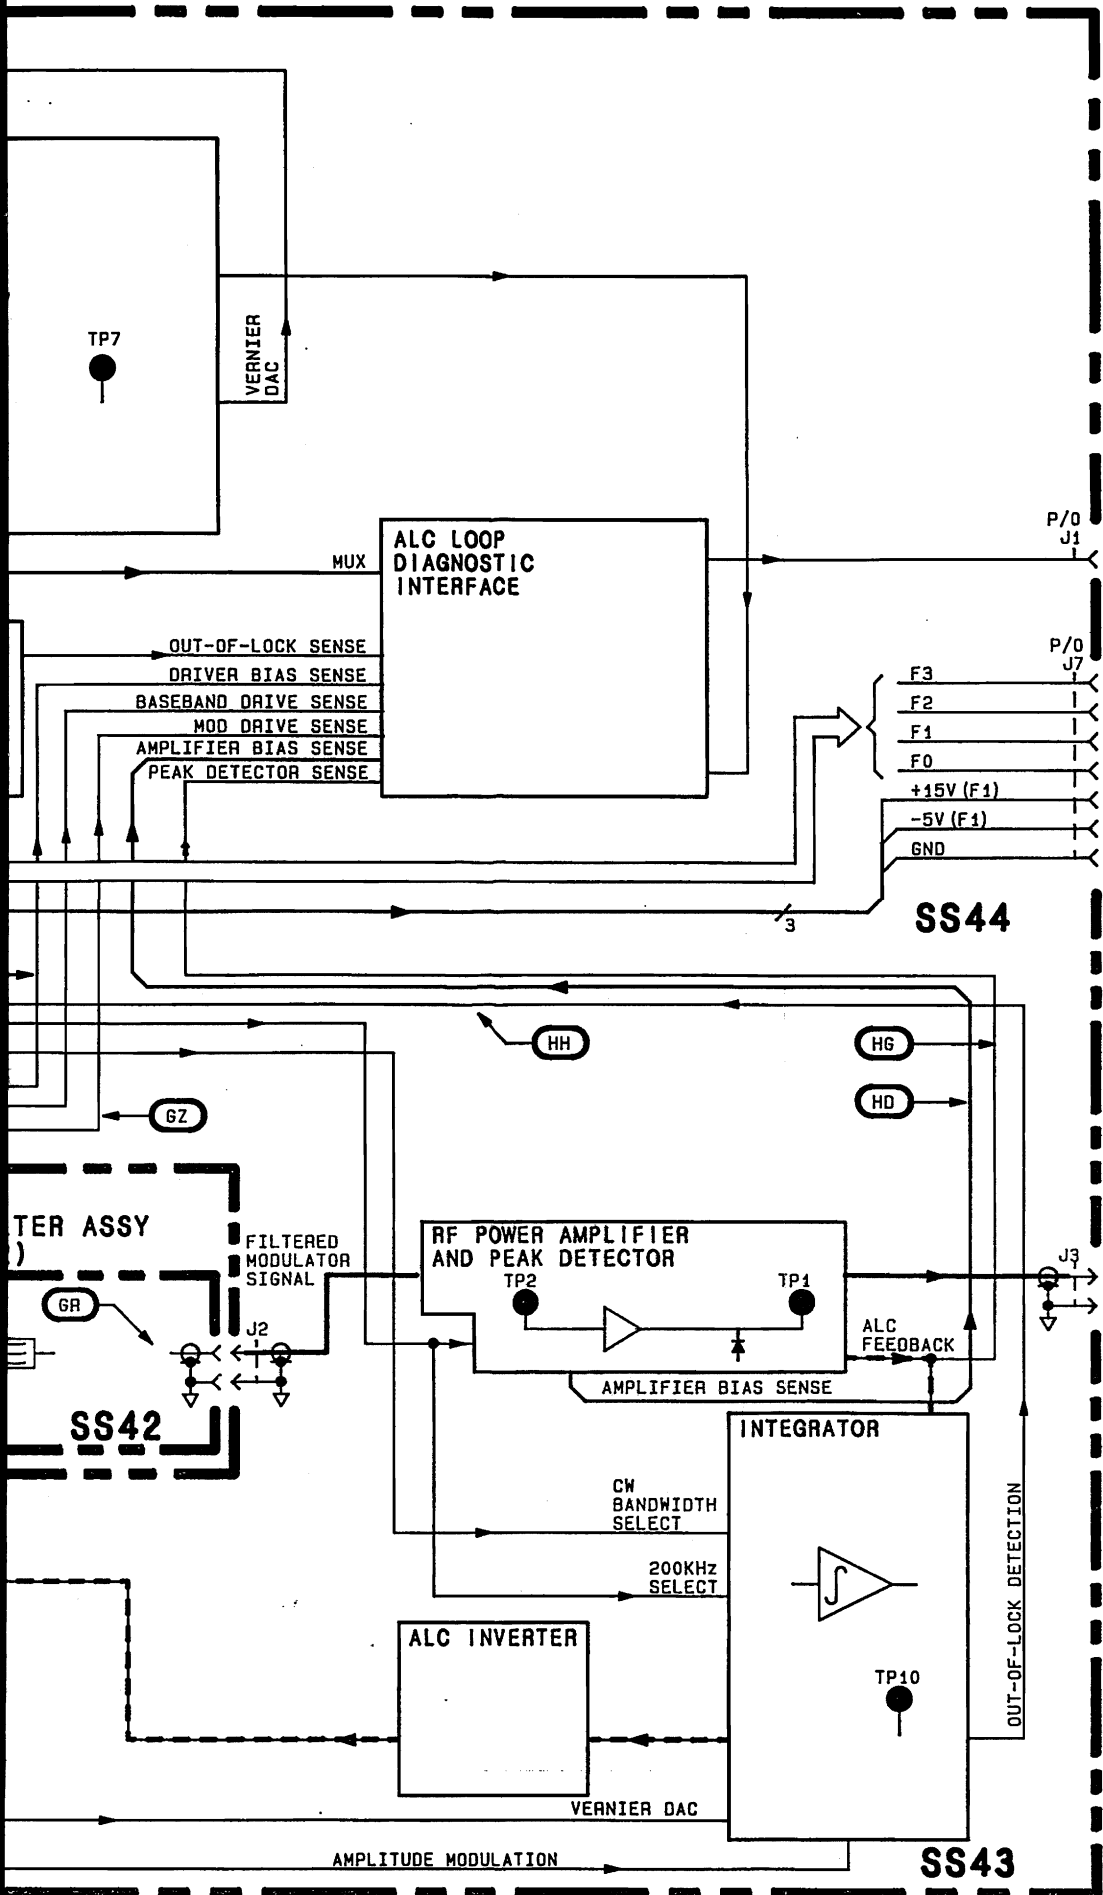 TP7
VERNIER
DAC
ALC LOOP
DIAGNOSTIC
INTERFACE
MUX
P/O
J1
OUT-OF-LOCK SENSE
DRIVER BIAS SENSE
BASEBAND DRIVE SENSE
MOD DRIVE SENSE
AMPLIFIER BIAS SENSE
PEAK DETECTOR SENSE
P/O
J7
F3
F2
F1
F0
+15V (F1)
-5V (F1)
GND
3
SS44
HH
HG
HD
GZ
TER ASSY
)
FILTERED
MODULATOR
SIGNAL
GR
J2
SS42
RF POWER AMPLIFIER
AND PEAK DETECTOR
TP2
TP1
J3
ALC
FEEDBACK
AMPLIFIER BIAS SENSE
INTEGRATOR
CW
BANDWIDTH
SELECT
200KHz
SELECT
OUT-OF-LOCK DETECTION
ALC INVERTER
TP10
VERNIER DAC
AMPLITUDE MODULATION
SS43